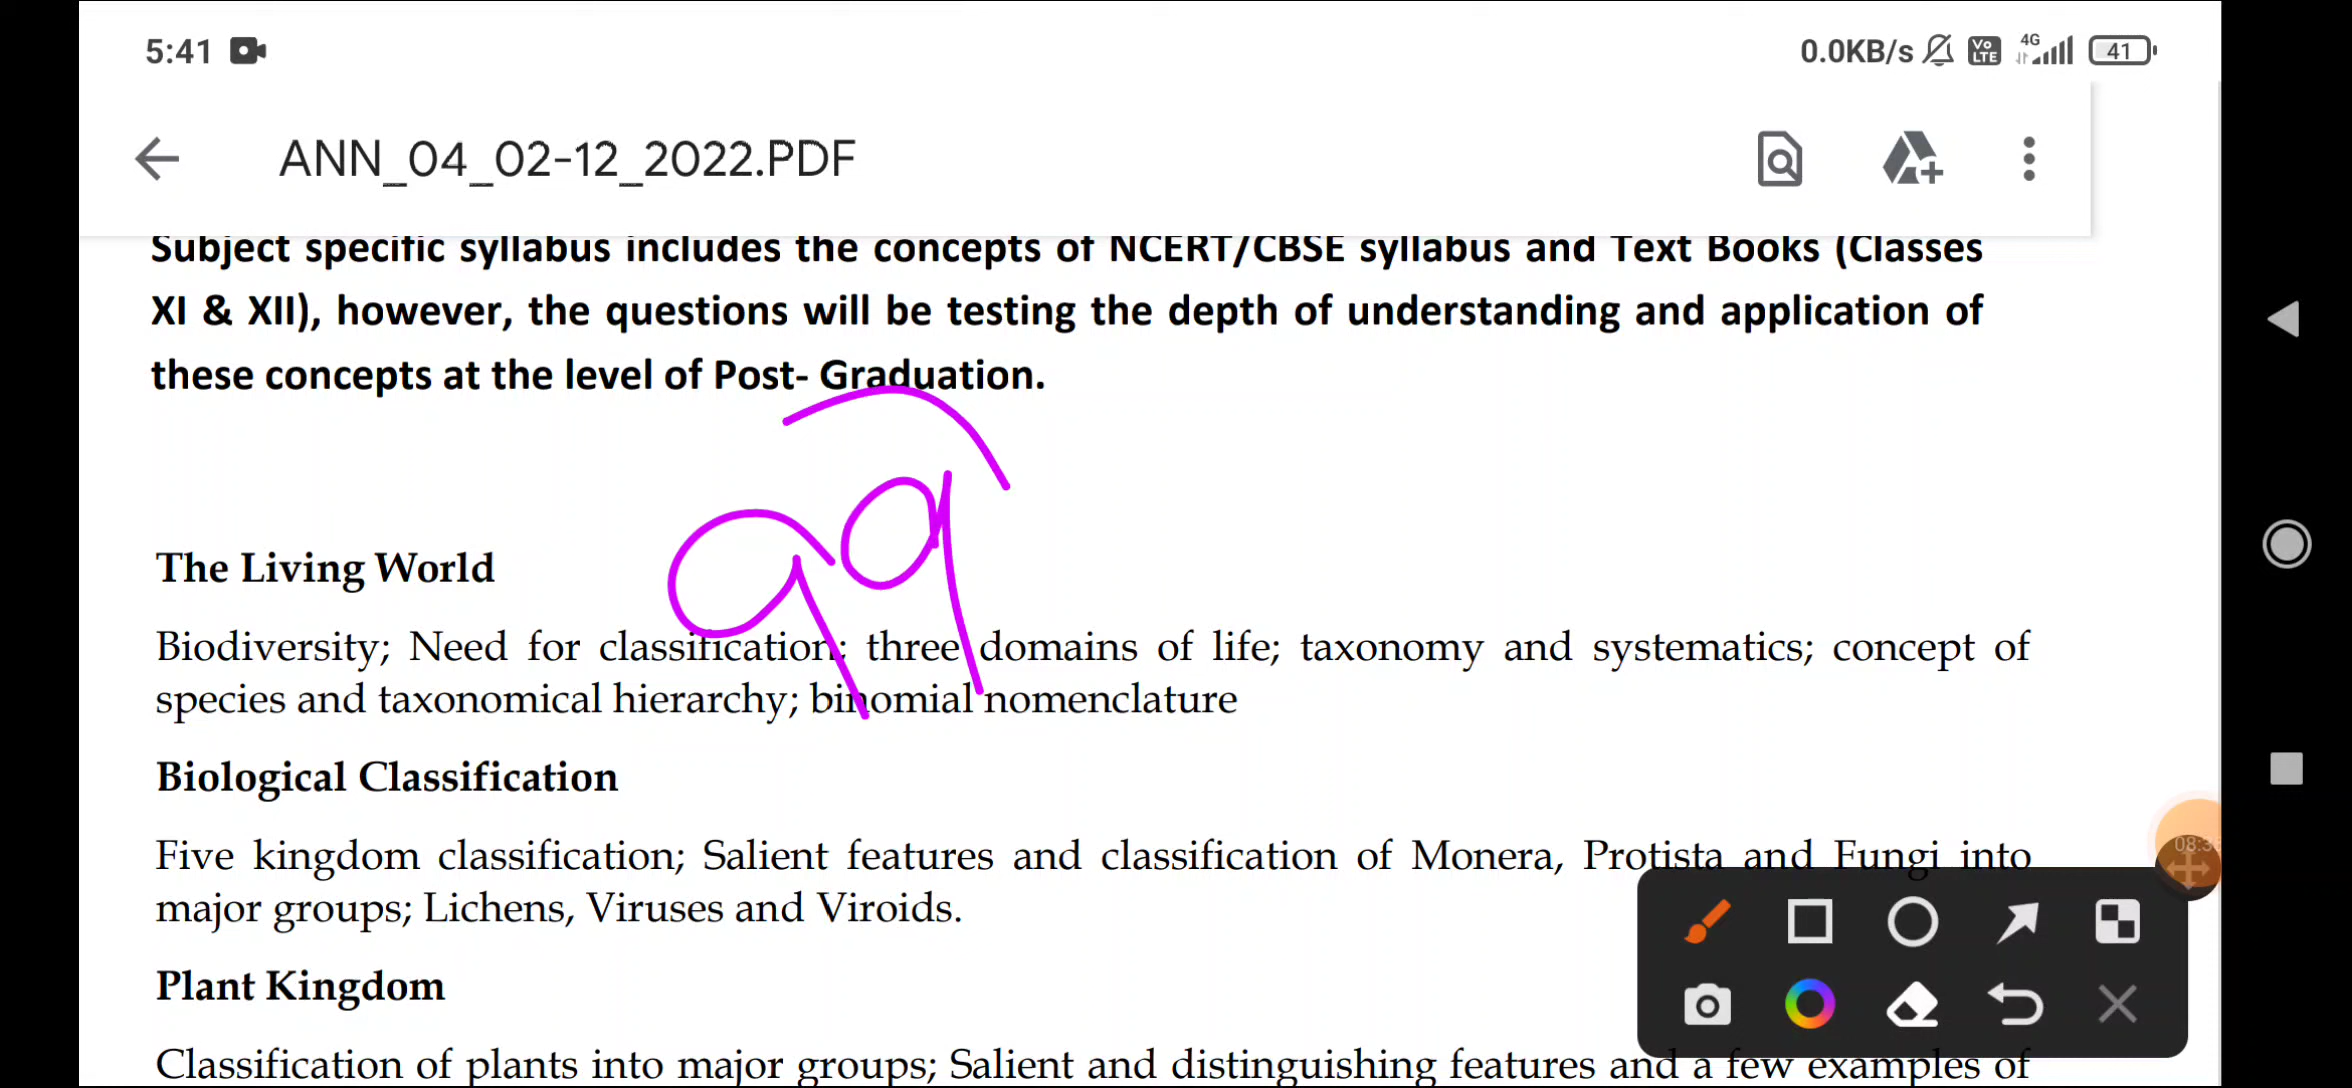 5:41 0.0KB/s Vo LTE 4G 41
ANN_04_02-12_2022.PDF
Subject specific syllabus includes the concepts of NCERT/CBSE syllabus and Text Books (Classes
XI & XII), however, the questions will be testing the depth of understanding and application of
these concepts at the level of Post- Graduation.
99
The Living World
Biodiversity; Need for classification; three domains of life; taxonomy and systematics; concept of
species and taxonomical hierarchy; binomial nomenclature
Biological Classification
Five kingdom classification; Salient features and classification of Monera, Protista and Fungi into
major groups; Lichens, Viruses and Viroids.
Plant Kingdom
Classification of plants into major groups; Salient and distinguishing features and a few examples of